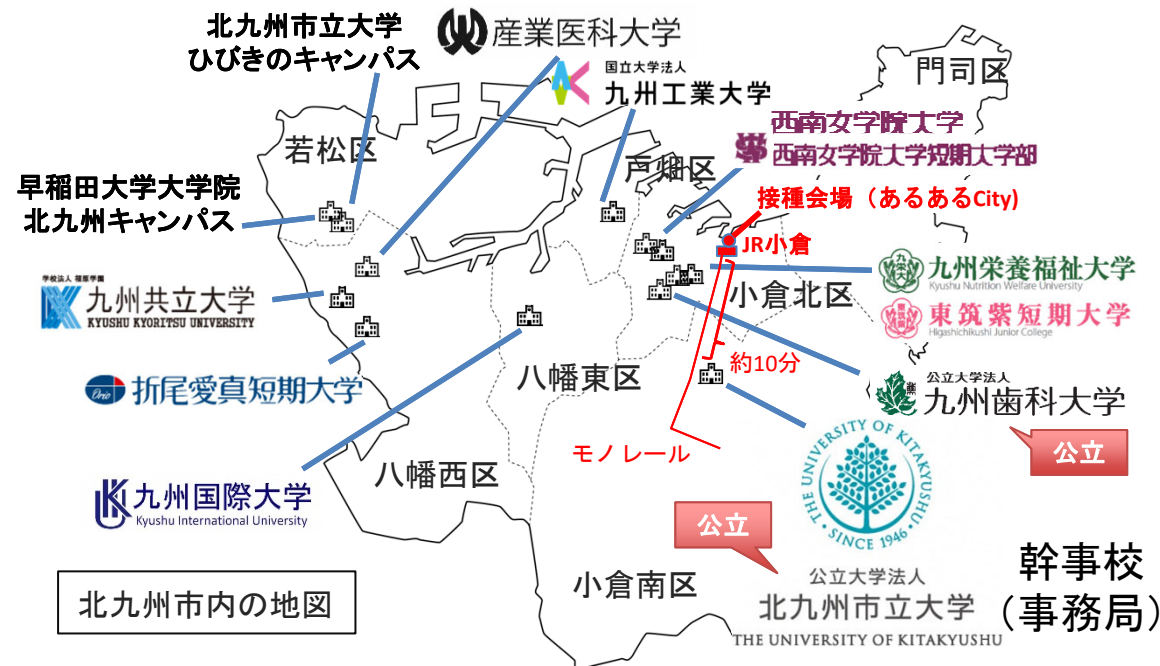 北九州市立大学
ひびきのキャンパス
産業医科大学
国立大学法人
九州工業大学
門司区
西南女学院大学
西南女学院大学短期大学部
若松区
戸畑区
早稲田大学大学院
北九州キャンパス
接種会場（あるあるCity)
JR小倉
学校法人 福原学園
九州共立大学
KYUSHU KYORITSU UNIVERSITY
九州栄養福祉大学
Kyushu Nutrition Welfare University
東筑紫短期大学
Higashichikushi Junior College
小倉北区
約10分
八幡東区
Orio
折尾愛真短期大学
公立大学法人
九州歯科大学
公立
モノレール
八幡西区
九州国際大学
Kyushu International University
THE UNIVERSITY OF KITAKYUSHU
SINCE 1946
公立
小倉南区
公立大学法人
北九州市立大学
THE UNIVERSITY OF KITAKYUSHU
幹事校
（事務局）
北九州市内の地図